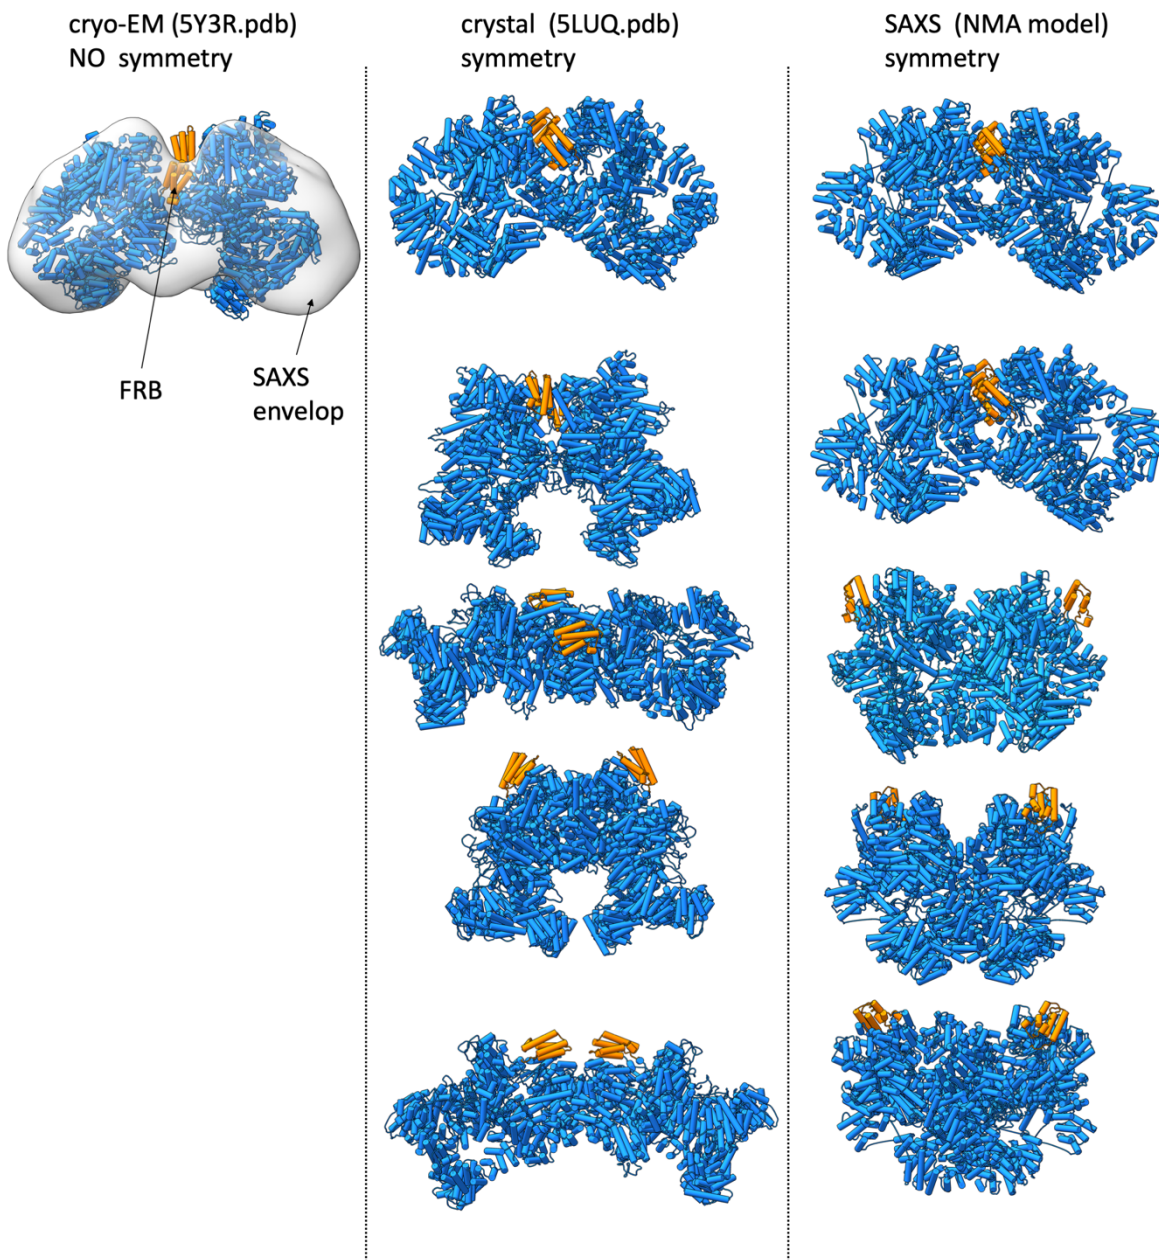 cryo-EM (5Y3R.pdb)
NO symmetry
crystal (5LUQ.pdb)
symmetry
SAXS (NMA model)
symmetry
FRB
SAXS
envelop